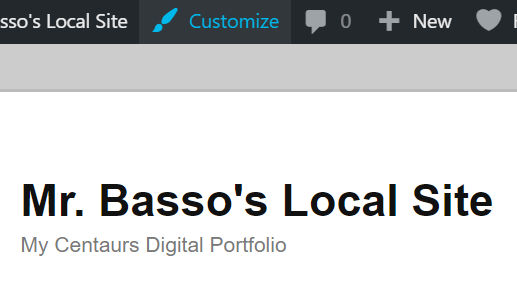 sso's Local Site Customize 0 New
Mr. Basso's Local Site
My Centaurs Digital Portfolio